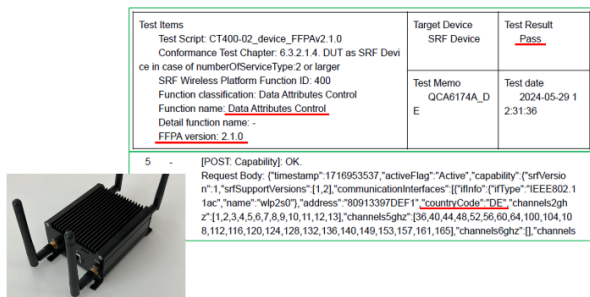 Test Items
Test Script: CT400-02_device_FFPAv2.1.0
Conformance Test Chapter: 6.3.2.1.4. DUT as SRF Devi
ce in case of numberOfServiceType:2 or larger
SRF Wireless Platform Function ID: 400
Function classification: Data Attributes Control
Function name: Data Attributes Control
Detail function name: -
FFPA version: 2.1.0
Target Device
SRF Device
Test Result
Pass
Test Memo
QCA6174A_D
E
Test date
2024-05-29 1
2:31:36
5 - [POST: Capability]: OK.
Request Body: {"timestamp":1716953537,"activeFlag":"Active","capability":{"srfVersio
n":1,"srfSupportVersions":[1,2],"communicationInterfaces":[{"ifInfo":{"ifType":"IEEE802.1
1ac","name":"wlp2s0"},"address":"80913397DEF1","countryCode":"DE","channels2gh
z":[1,2,3,4,5,6,7,8,9,10,11,12,13],"channels5ghz":[36,40,44,48,52,56,60,64,100,104,10
8,112,116,120,124,128,132,136,140,149,153,157,161,165],"channels6ghz":[],"channels